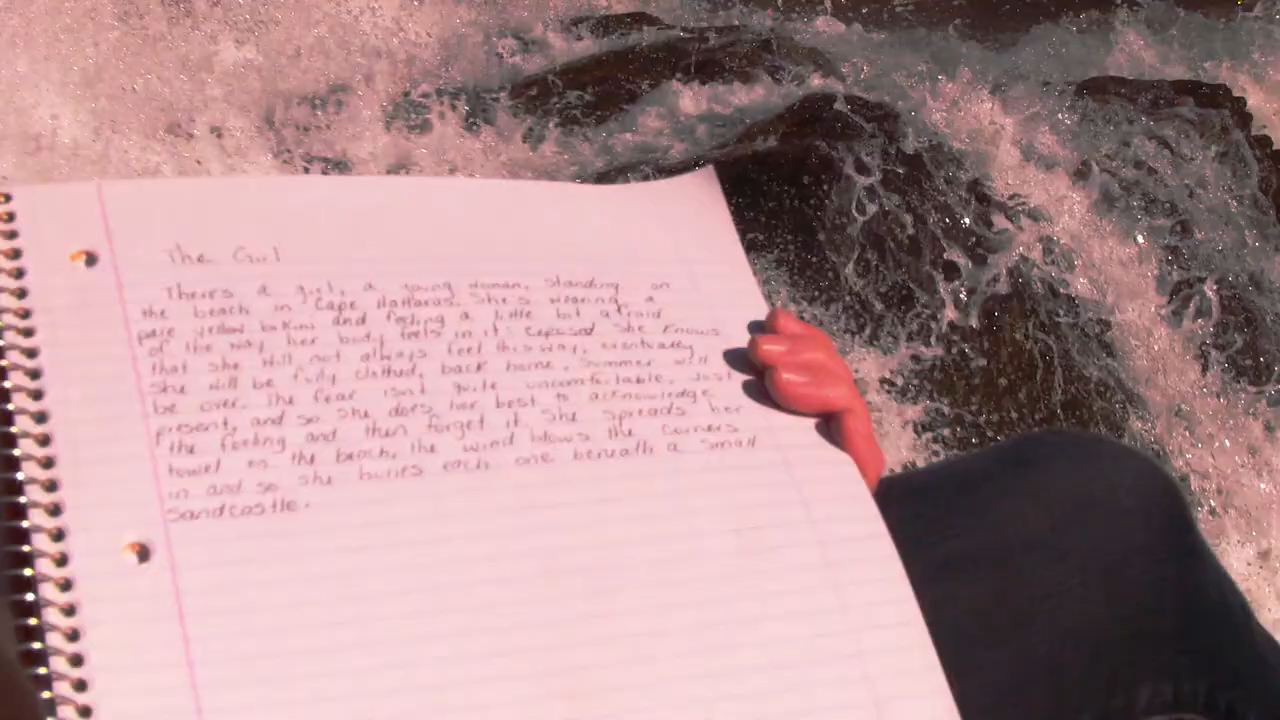 The Girl
There's a girl, a young woman, standing on
the beach in Cape Hatteras. She's wearing a
pale yellow bikini and feeling a little bit afraid
of the way her body feels in it: exposed. She knows
that she will not always feel this way, eventually
she will be fully clothed, back home, summer will
be over. The fear isn't quite uncomfortable, just
present, and so she does her best to acknowledge
the feeling and then forget it. She spreads her
towel on the beach, the wind blows the corners
in and so she buries each one beneath a small
sandcastle.